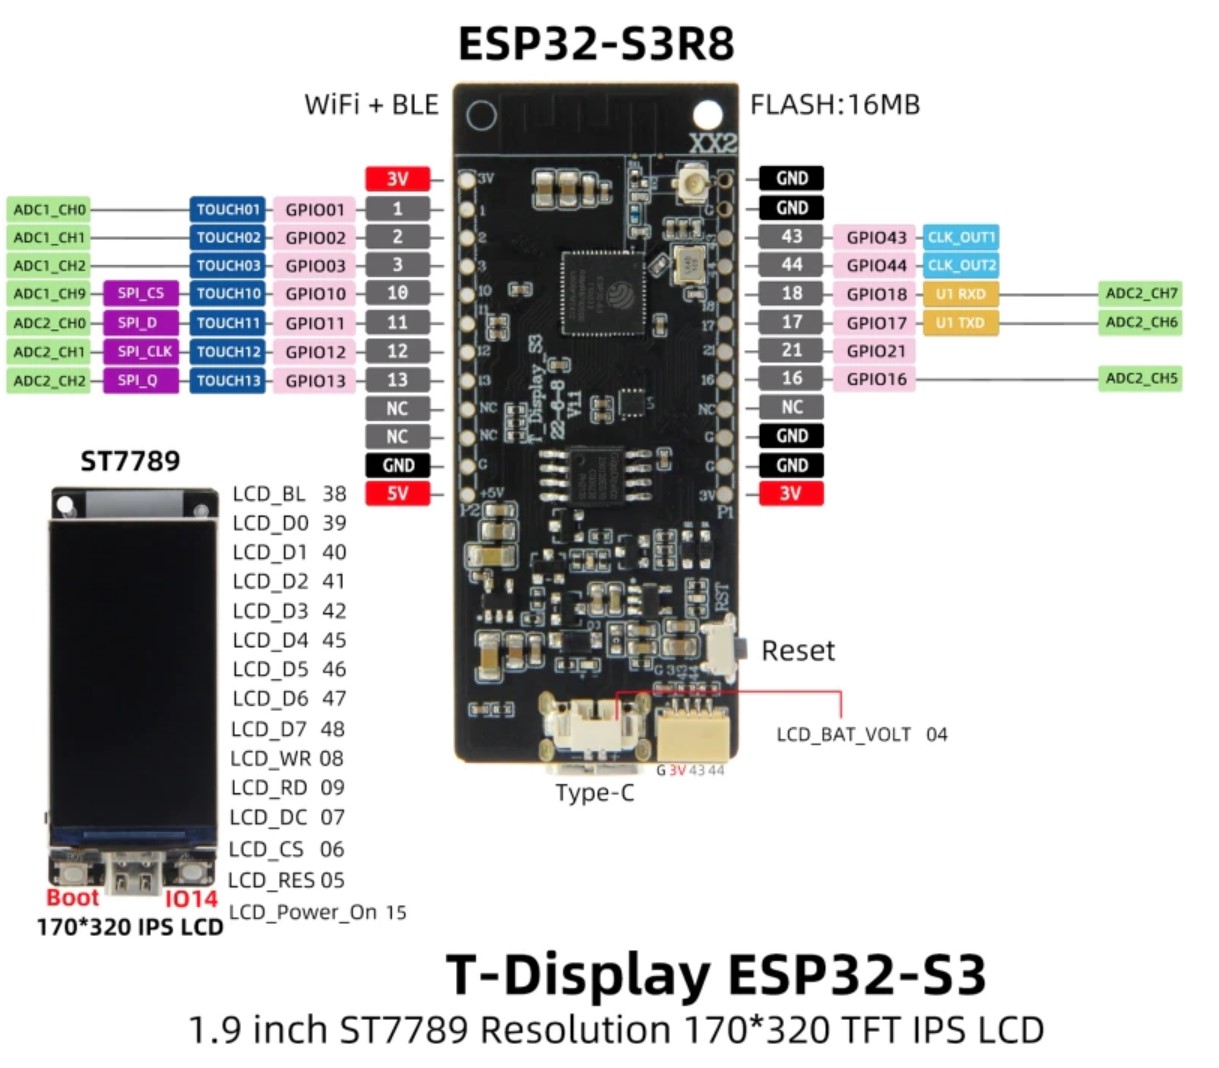 ESP32-S3R8
WiFi + BLE
FLASH:16MB
XX2
3V 3V GND
ADC1_CH0 TOUCH01 GPIO01 1 1 G GND
ADC1_CH1 TOUCH02 GPIO02 2 2 43 43 GPIO43 CLK_OUT1
ADC1_CH2 TOUCH03 GPIO03 3 3 44 44 GPIO44 CLK_OUT2
ADC1_CH9 SPI_CS TOUCH10 GPIO10 10 10 18 18 GPIO18 U1 RXD ADC2_CH7
ADC2_CH0 SPI_D TOUCH11 GPIO11 11 11 17 17 GPIO17 U1 TXD ADC2_CH6
ADC2_CH1 SPI_CLK TOUCH12 GPIO12 12 12 21 21 GPIO21
ADC2_CH2 SPI_Q TOUCH13 GPIO13 13 13 16 16 GPIO16 ADC2_CH5
NC NC NC NC
NC NC G GND
GND G G GND
5V +5V 3V 3V
P2 P1
T_Display_S3
22-8-8
V1.1
RST
Reset
G 3 43 44
LCD_BAT_VOLT 04
G 3V 43 44
Type-C
ST7789
LCD_BL 38
LCD_D0 39
LCD_D1 40
LCD_D2 41
LCD_D3 42
LCD_D4 45
LCD_D5 46
LCD_D6 47
LCD_D7 48
LCD_WR 08
LCD_RD 09
LCD_DC 07
LCD_CS 06
LCD_RES 05
LCD_Power_On 15
Boot IO14
170*320 IPS LCD
T-Display ESP32-S3
1.9 inch ST7789 Resolution 170*320 TFT IPS LCD